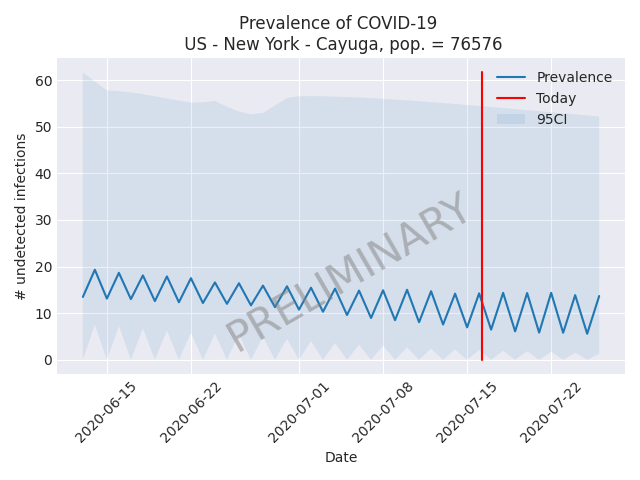 Prevalence of COVID-19
US - New York - Cayuga, pop. = 76576
# undetected infections
60
50
40
30
20
10
0
Prevalence
Today
95CI
PRELIMINARY
2020-06-15
2020-06-22
2020-07-01
2020-07-08
2020-07-15
2020-07-22
Date